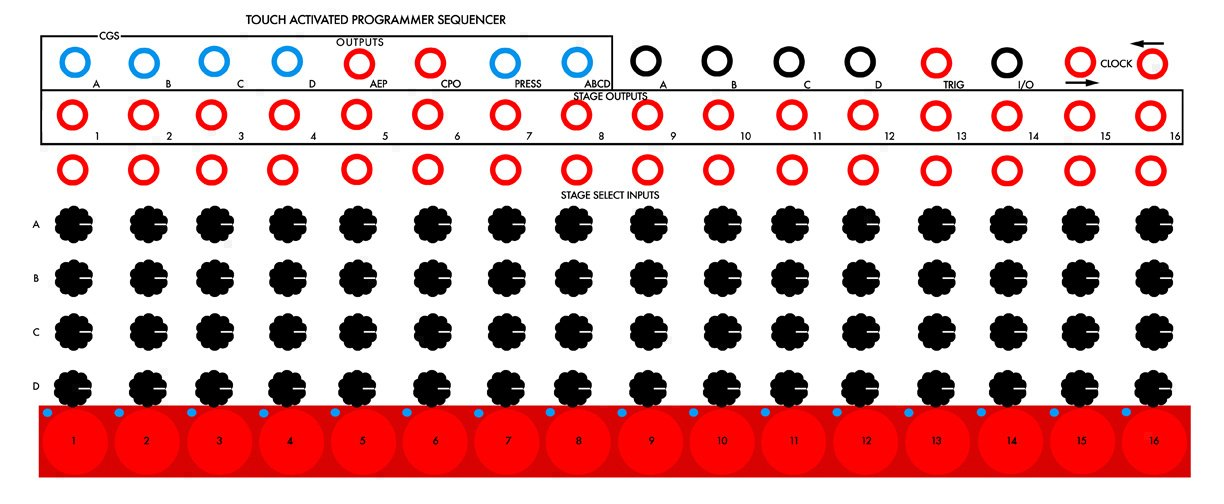 TOUCH ACTIVATED PROGRAMMER SEQUENCER
CGS
OUTPUTS
CLOCK
A B C D AEP CPO PRESS ABCD A B C D TRIG I/O
STAGE OUTPUTS
1 2 3 4 5 6 7 8 9 10 11 12 13 14 15 16
STAGE SELECT INPUTS
A
B
C
D
1 2 3 4 5 6 7 8 9 10 11 12 13 14 15 16